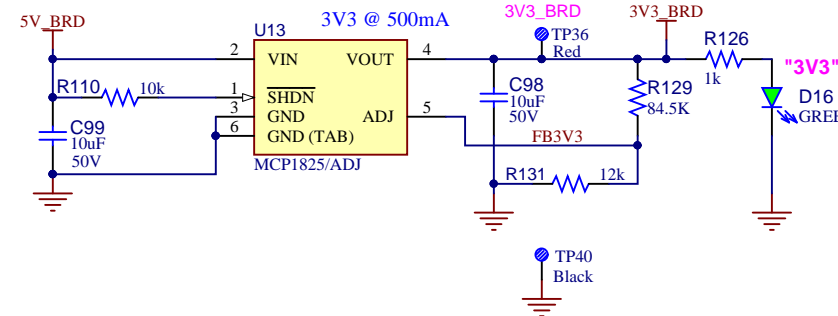 5V_BRD
U13
3V3 @ 500mA
3V3_BRD
3V3_BRD
TP36
Red
2
VIN
VOUT
4
R126
1k
"3V3"
R110
10k
1
SHDN
3
GND
ADJ
5
6
GND (TAB)
C99
10uF
50V
C98
10uF
50V
R129
84.5K
D16
FB3V3
MCP1825/ADJ
R131
12k
TP40
Black